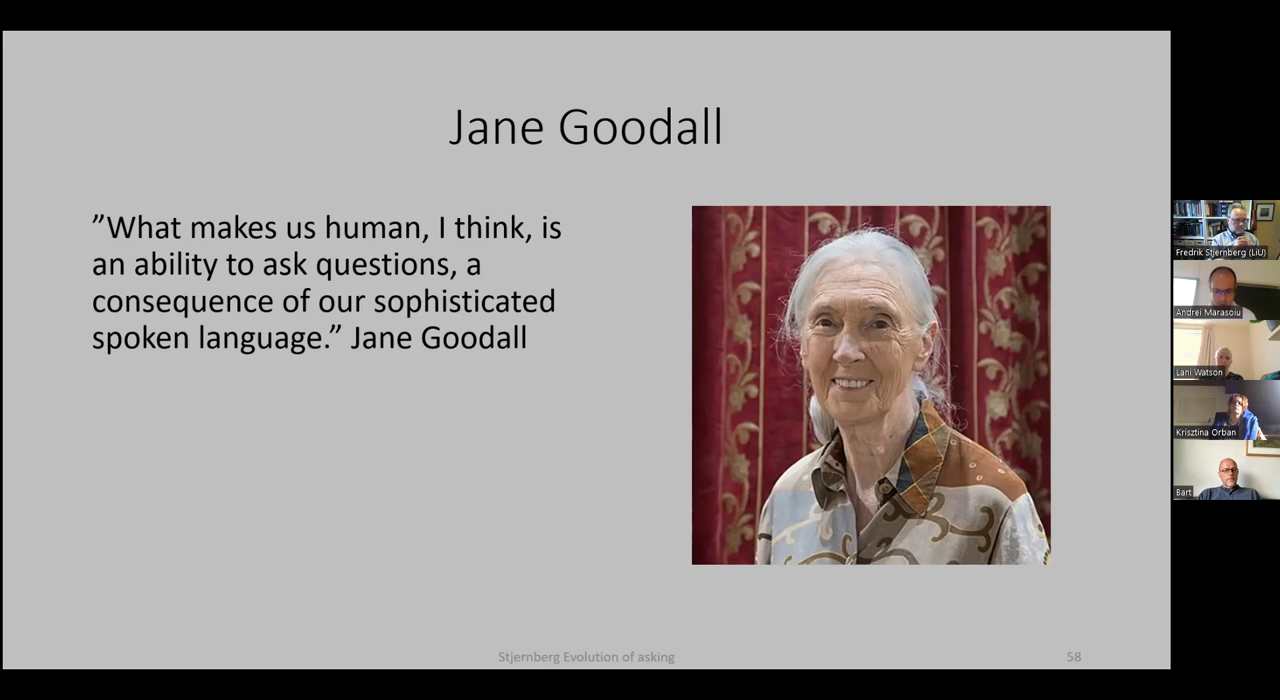 Jane Goodall
”What makes us human, I think, is
an ability to ask questions, a
consequence of our sophisticated
spoken language.” Jane Goodall
Stjernberg Evolution of asking
58
Fredrik Stjernberg (LiU)
Andrei Marasoiu
Lani Watson
Krisztina Orban
Bart